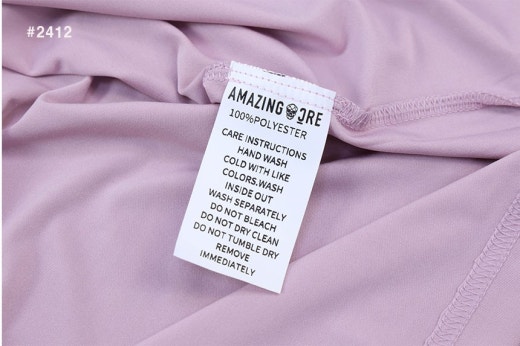 #2412
AMAZING ORE
100%POLYESTER
CARE INSTRUCTIONS
HAND WASH
COLD WITH LIKE
COLORS.WASH
INSIDE OUT
WASH SEPARATELY
DO NOT BLEACH
DO NOT DRY CLEAN
DO NOT TUMBLE DRY
REMOVE
IMMEDIATELY